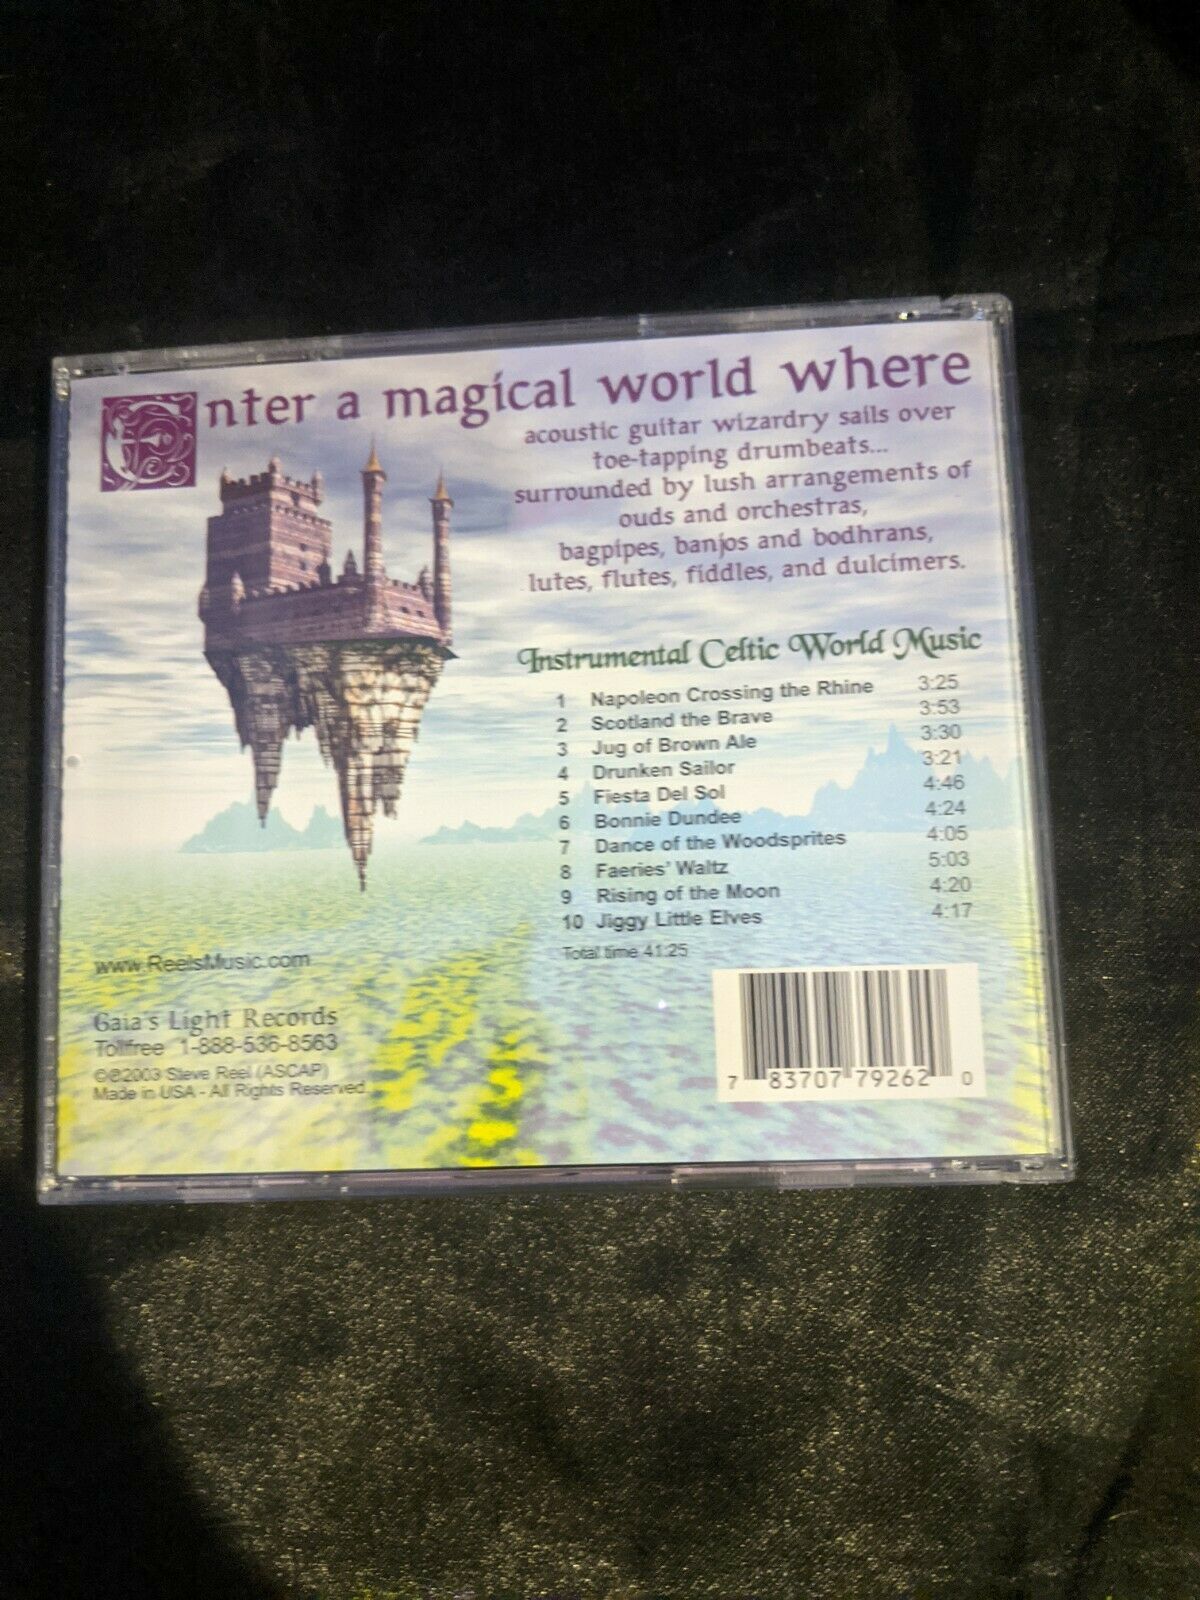 Enter a magical world where
acoustic guitar wizardry sails over
toe-tapping drumbeats...
surrounded by lush arrangements of
ouds and orchestras,
bagpipes, banjos and bodhrans,
lutes, flutes, fiddles, and dulcimers.
Instrumental Celtic World Music
1 Napoleon Crossing the Rhine 3:25
2 Scotland the Brave 3:53
3 Jug of Brown Ale 3:30
4 Drunken Sailor 3:21
5 Fiesta Del Sol 4:46
6 Bonnie Dundee 4:24
7 Dance of the Woodsprites 4:05
8 Faeries' Waltz 5:03
9 Rising of the Moon 4:20
10 Jiggy Little Elves 4:17
Total time 41:25
www.ReelsMusic.com
Gaia's Light Records
Tollfree 1-888-536-8563
©℗2003 Steve Reel (ASCAP)
Made in USA - All Rights Reserved
7 83707 79262 0